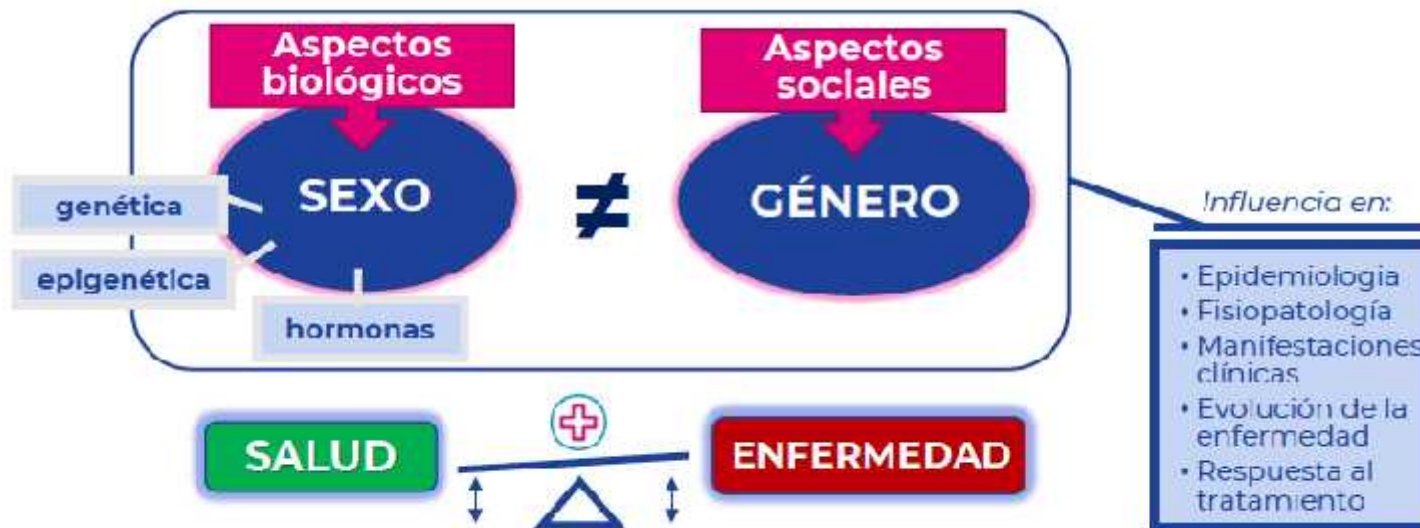 Aspectos
biológicos
Aspectos
sociales
SEXO
≠
GÉNERO
genética
epigenética
hormonas
Influencia en:
• Epidemiologia
• Fisiopatología
• Manifestaciones
clínicas
• Evolución de la
enfermedad
• Respuesta al
tratamiento
SALUD
ENFERMEDAD